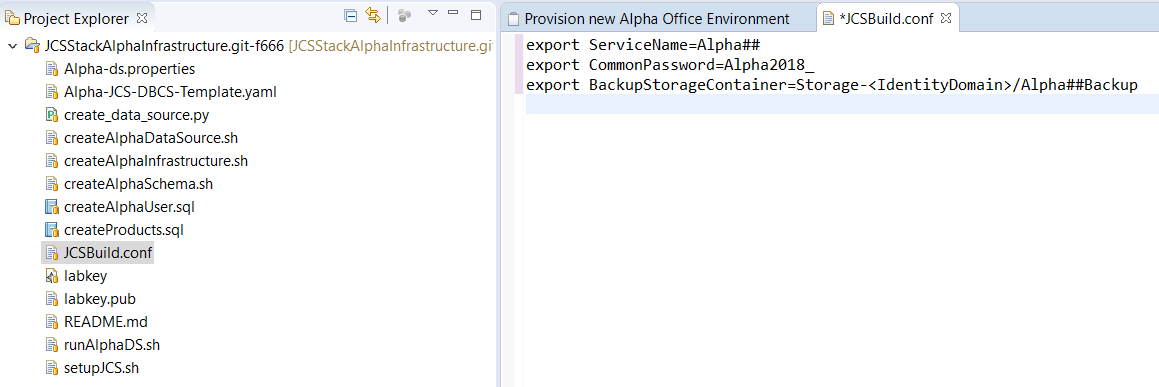 Project Explorer
JCSStackAlphaInfrastructure.git-f666 [JCSStackAlphaInfrastructure.gi
Alpha-ds.properties
Alpha-JCS-DBCS-Template.yaml
create_data_source.py
createAlphaDataSource.sh
createAlphaInfrastructure.sh
createAlphaSchema.sh
createAlphaUser.sql
createProducts.sql
JCSBuild.conf
labkey
labkey.pub
README.md
runAlphaDS.sh
setupJCS.sh
Provision new Alpha Office Environment
*JCSBuild.conf
export ServiceName=Alpha##
export CommonPassword=Alpha2018_
export BackupStorageContainer=Storage-<IdentityDomain>/Alpha##Backup